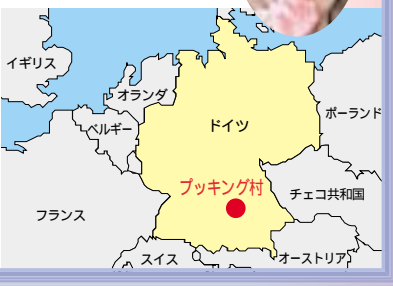 イギリス
オランダ
ポーランド
ベルギー
ドイツ
プッキング村
チェコ共和国
フランス
スイス
オーストリア